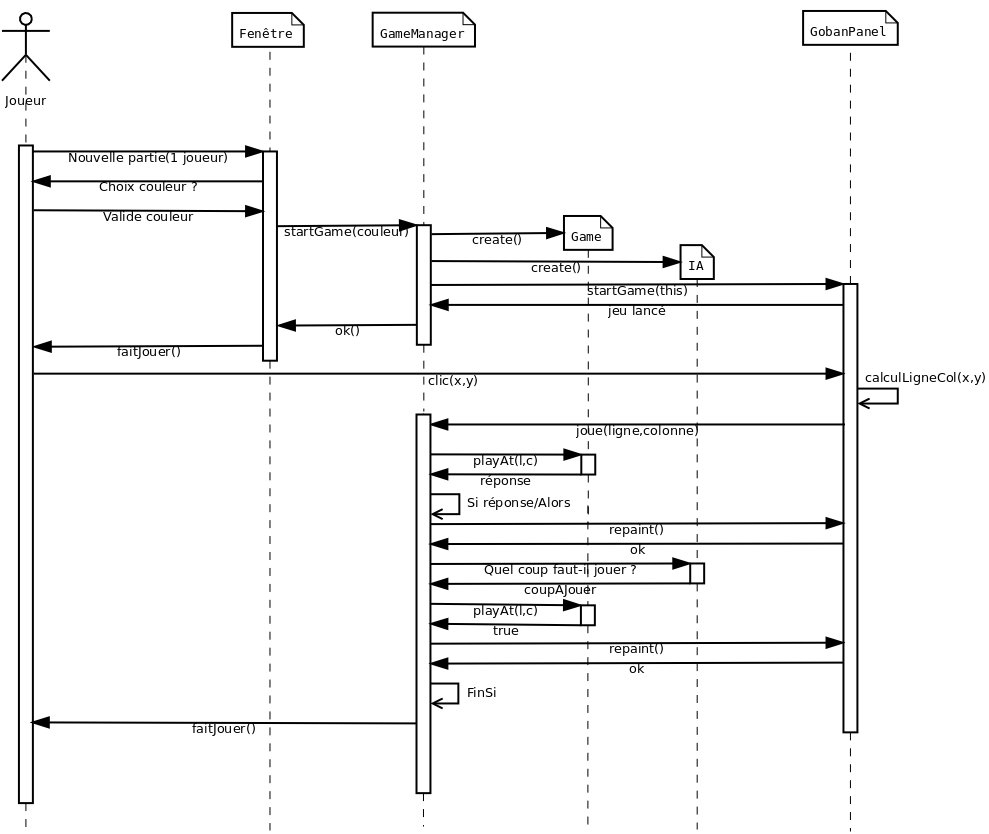 Fenêtre
GameManager
GobanPanel
Joueur
Nouvelle partie(1 joueur)
Choix couleur ?
Valide couleur
startGame(couleur)
Game
create()
IA
create()
startGame(this)
jeu lancé
ok()
faitJouer()
clic(x,y)
calculLigneCol(x,y)
joue(ligne,colonne)
playAt(l,c)
réponse
Si réponse/Alors
repaint()
ok
Quel coup faut-il jouer ?
coupAJouer
playAt(l,c)
true
repaint()
ok
FinSi
faitJouer()